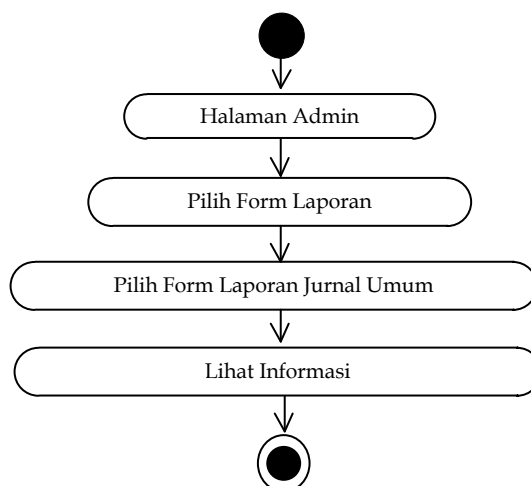 Halaman Admin
Pilih Form Laporan
Pilih Form Laporan Jurnal Umum
Lihat Informasi